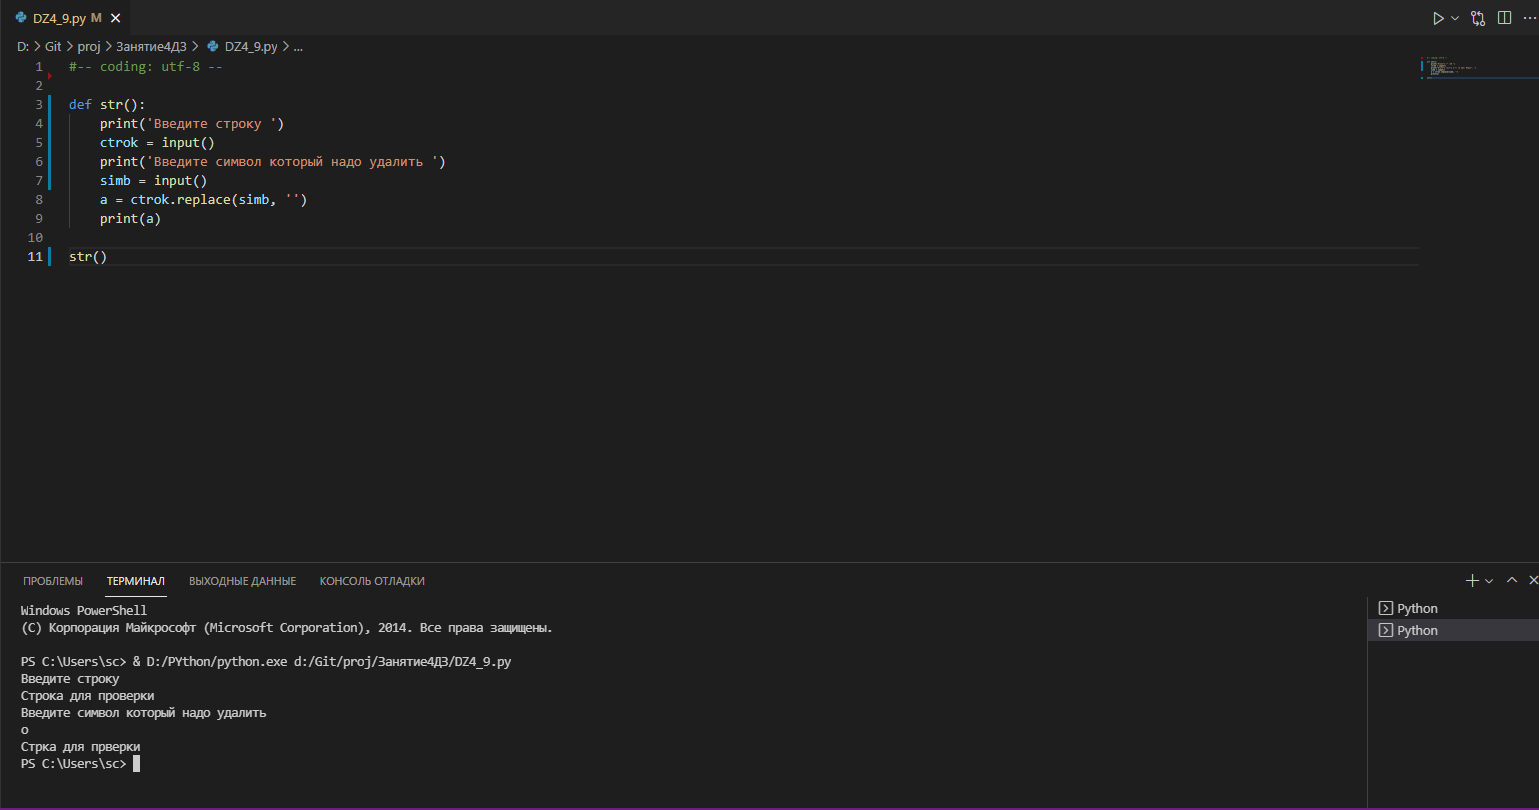 DZ4_9.py M
D: > Git > proj > Занятие4ДЗ > DZ4_9.py > ...
1 #-- coding: utf-8 --
2
3 def str():
4     print('Введите строку ')
5     ctrok = input()
6     print('Введите символ который надо удалить ')
7     simb = input()
8     a = ctrok.replace(simb, '')
9     print(a)
10
11 str()
ПРОБЛЕМЫ ТЕРМИНАЛ ВЫХОДНЫЕ ДАННЫЕ КОНСОЛЬ ОТЛАДКИ
Windows PowerShell
(C) Корпорация Майкрософт (Microsoft Corporation), 2014. Все права защищены.
PS C:\Users\sc> & D:/PYthon/python.exe d:/Git/proj/Занятие4ДЗ/DZ4_9.py
Введите строку
Строка для проверки
Введите символ который надо удалить
о
Стрка для прверки
PS C:\Users\sc>
Python
Python